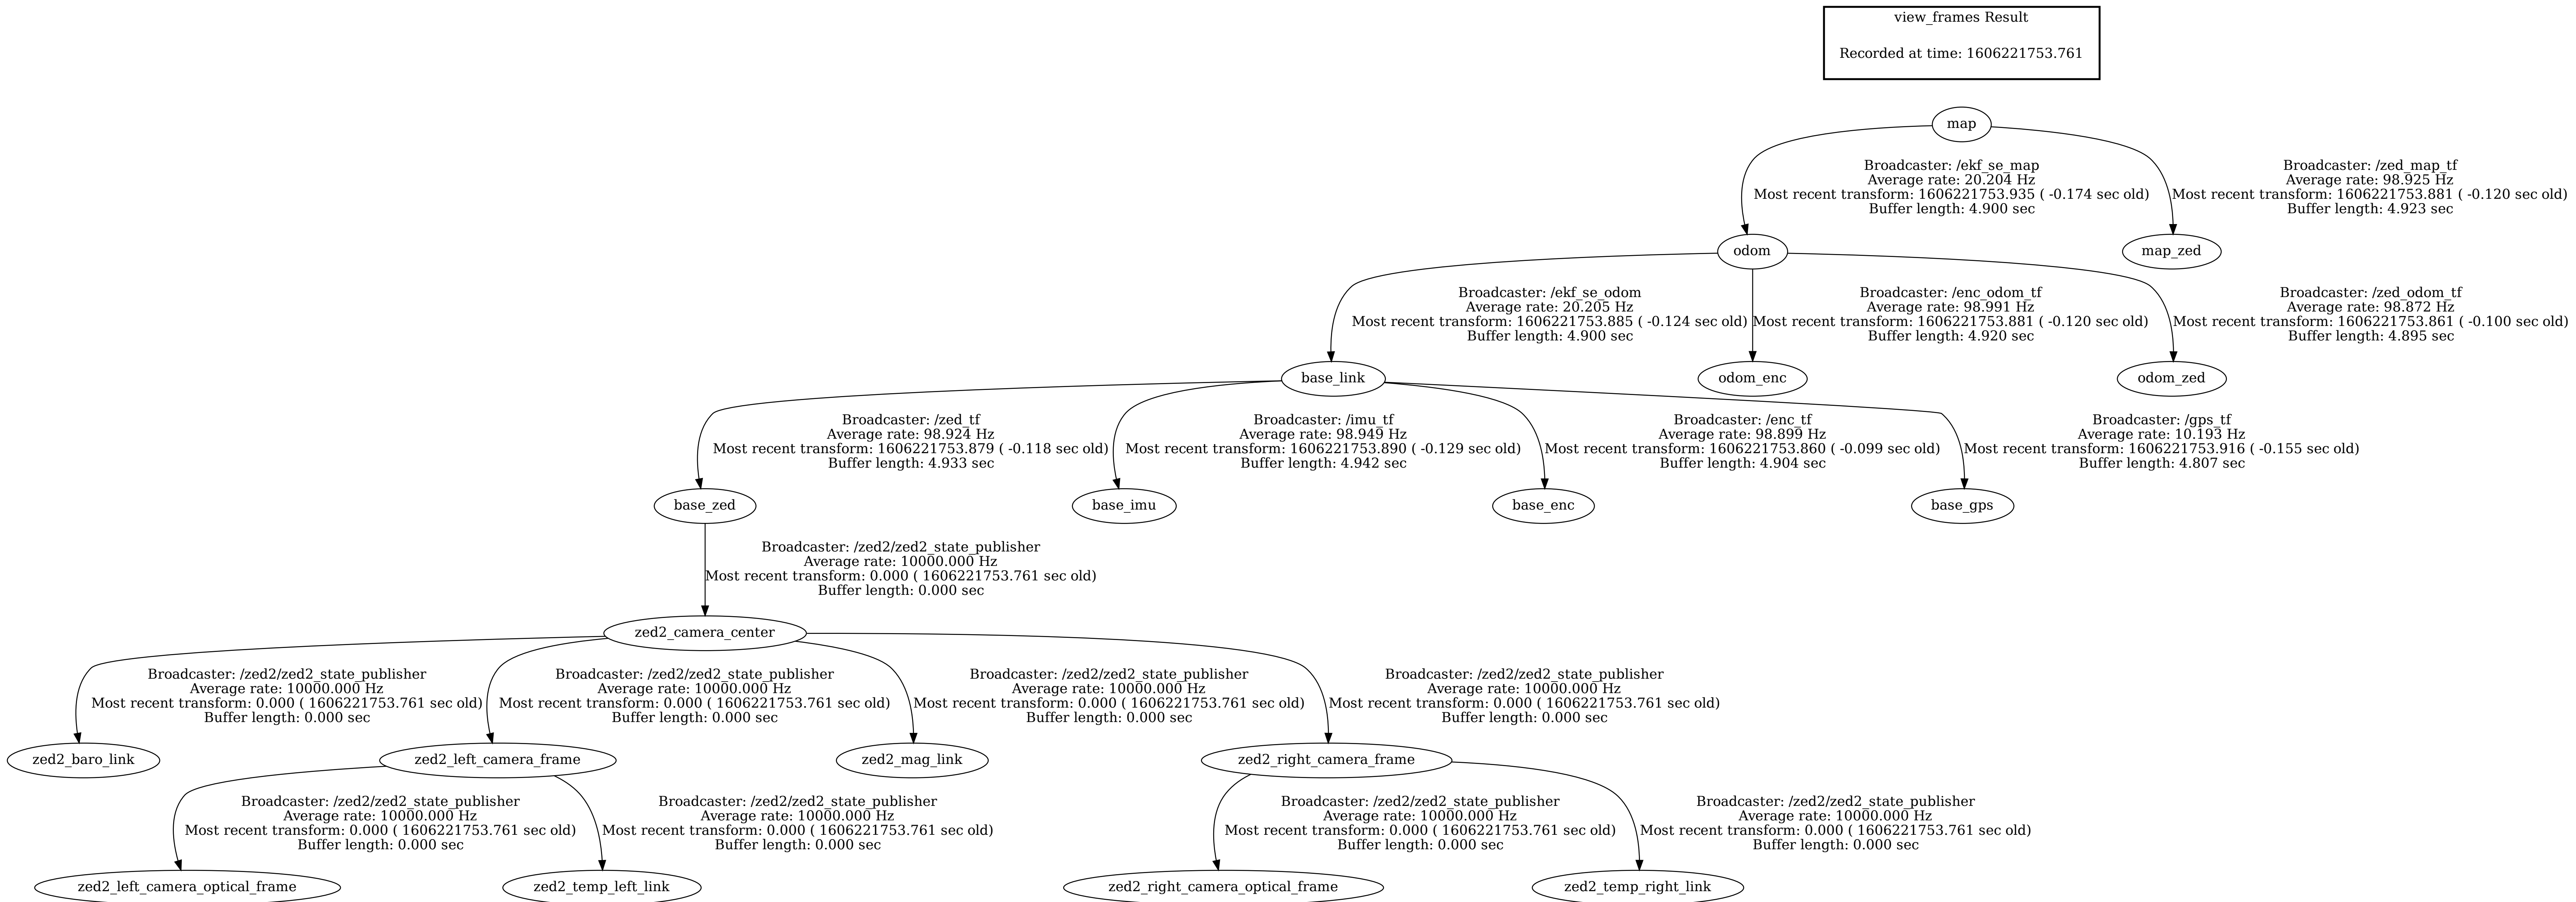 view_frames Result
Recorded at time: 1606221753.761
map
Broadcaster: /ekf_se_map
Average rate: 20.204 Hz
Most recent transform: 1606221753.935 ( -0.174 sec old)
Buffer length: 4.900 sec
Broadcaster: /zed_map_tf
Average rate: 98.925 Hz
Most recent transform: 1606221753.881 ( -0.120 sec old)
Buffer length: 4.923 sec
odom
map_zed
Broadcaster: /ekf_se_odom
Average rate: 20.205 Hz
Most recent transform: 1606221753.885 ( -0.124 sec old)
Buffer length: 4.900 sec
Broadcaster: /enc_odom_tf
Average rate: 98.991 Hz
Most recent transform: 1606221753.881 ( -0.120 sec old)
Buffer length: 4.920 sec
Broadcaster: /zed_odom_tf
Average rate: 98.872 Hz
Most recent transform: 1606221753.861 ( -0.100 sec old)
Buffer length: 4.895 sec
base_link
odom_enc
odom_zed
Broadcaster: /zed_tf
Average rate: 98.924 Hz
Most recent transform: 1606221753.879 ( -0.118 sec old)
Buffer length: 4.933 sec
Broadcaster: /imu_tf
Average rate: 98.949 Hz
Most recent transform: 1606221753.890 ( -0.129 sec old)
Buffer length: 4.942 sec
Broadcaster: /enc_tf
Average rate: 98.899 Hz
Most recent transform: 1606221753.860 ( -0.099 sec old)
Buffer length: 4.904 sec
Broadcaster: /gps_tf
Average rate: 10.193 Hz
Most recent transform: 1606221753.916 ( -0.155 sec old)
Buffer length: 4.807 sec
base_zed
base_imu
base_enc
base_gps
Broadcaster: /zed2/zed2_state_publisher
Average rate: 10000.000 Hz
Most recent transform: 0.000 ( 1606221753.761 sec old)
Buffer length: 0.000 sec
zed2_camera_center
Broadcaster: /zed2/zed2_state_publisher
Average rate: 10000.000 Hz
Most recent transform: 0.000 ( 1606221753.761 sec old)
Buffer length: 0.000 sec
Broadcaster: /zed2/zed2_state_publisher
Average rate: 10000.000 Hz
Most recent transform: 0.000 ( 1606221753.761 sec old)
Buffer length: 0.000 sec
Broadcaster: /zed2/zed2_state_publisher
Average rate: 10000.000 Hz
Most recent transform: 0.000 ( 1606221753.761 sec old)
Buffer length: 0.000 sec
Broadcaster: /zed2/zed2_state_publisher
Average rate: 10000.000 Hz
Most recent transform: 0.000 ( 1606221753.761 sec old)
Buffer length: 0.000 sec
zed2_baro_link
zed2_left_camera_frame
zed2_mag_link
zed2_right_camera_frame
Broadcaster: /zed2/zed2_state_publisher
Average rate: 10000.000 Hz
Most recent transform: 0.000 ( 1606221753.761 sec old)
Buffer length: 0.000 sec
Broadcaster: /zed2/zed2_state_publisher
Average rate: 10000.000 Hz
Most recent transform: 0.000 ( 1606221753.761 sec old)
Buffer length: 0.000 sec
Broadcaster: /zed2/zed2_state_publisher
Average rate: 10000.000 Hz
Most recent transform: 0.000 ( 1606221753.761 sec old)
Buffer length: 0.000 sec
Broadcaster: /zed2/zed2_state_publisher
Average rate: 10000.000 Hz
Most recent transform: 0.000 ( 1606221753.761 sec old)
Buffer length: 0.000 sec
zed2_left_camera_optical_frame
zed2_temp_left_link
zed2_right_camera_optical_frame
zed2_temp_right_link